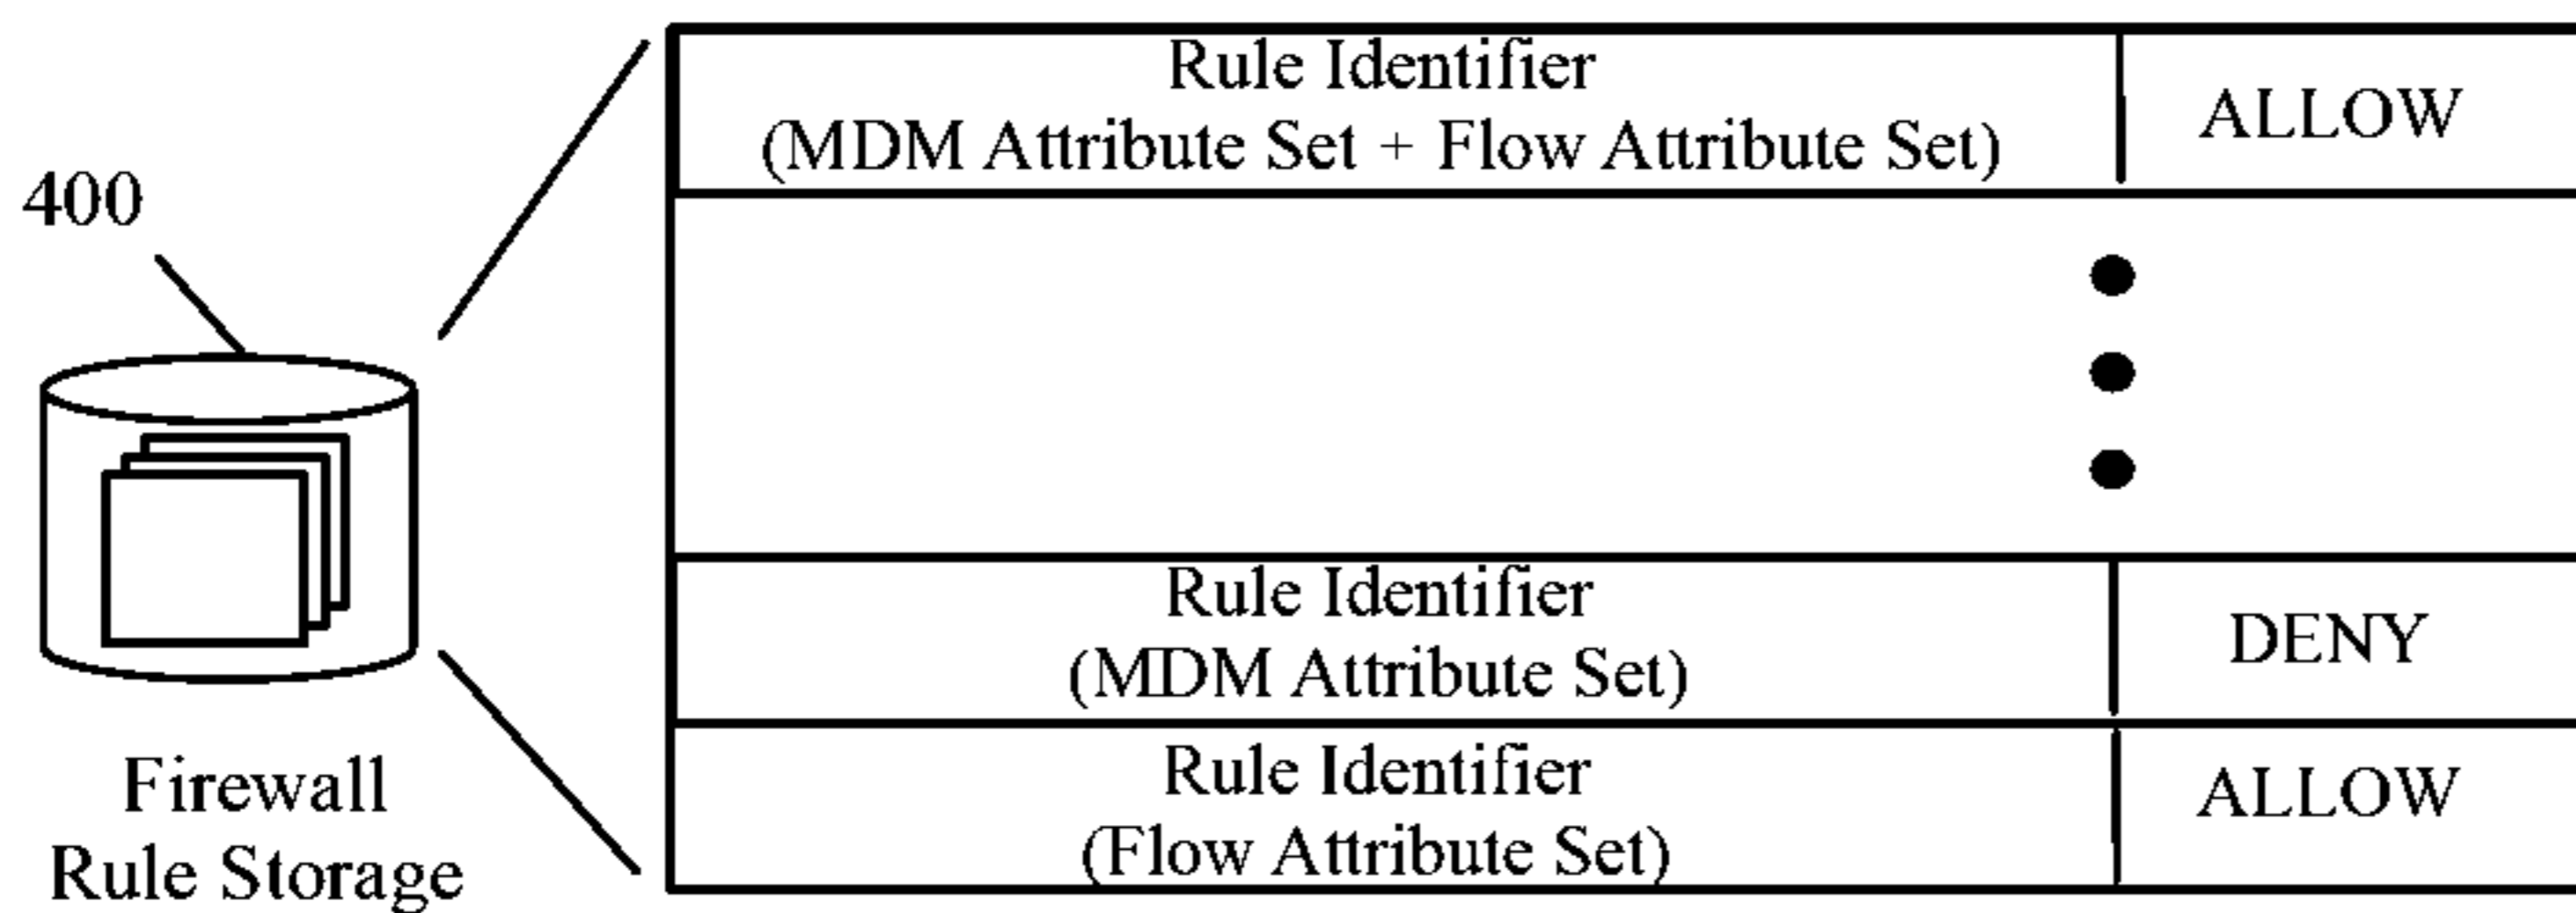 400
Firewall
Rule Storage
Rule Identifier
(MDM Attribute Set + Flow Attribute Set)
ALLOW
Rule Identifier
(MDM Attribute Set)
DENY
Rule Identifier
(Flow Attribute Set)
ALLOW